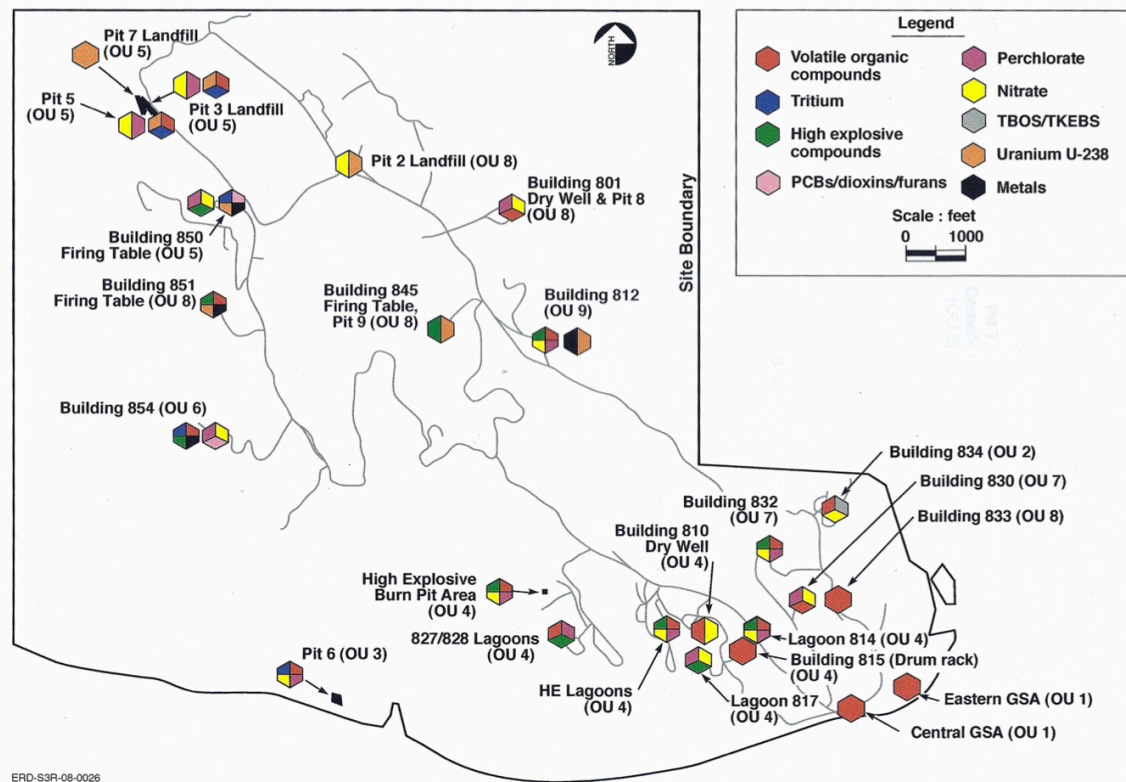 Pit 7 Landfill
(OU 5)
Pit 5
(OU 5)
Pit 3 Landfill
(OU 5)
Pit 2 Landfill (OU 8)
Building 801
Dry Well & Pit 8
(OU 8)
Building 850
Firing Table (OU 5)
Building 851
Firing Table (OU 8)
Building 845
Firing Table,
Pit 9 (OU 8)
Building 812
(OU 9)
Building 854 (OU 6)
NORTH
Site Boundary
Legend
Volatile organic
compounds
Tritium
High explosive
compounds
PCBs/dioxins/furans
Perchlorate
Nitrate
TBOS/TKEBS
Uranium U-238
Metals
Scale : feet
0 1000
Building 834 (OU 2)
Building 830 (OU 7)
Building 833 (OU 8)
Building 832
(OU 7)
Building 810
Dry Well
(OU 4)
High Explosive
Burn Pit Area
(OU 4)
827/828 Lagoons
(OU 4)
HE Lagoons
(OU 4)
Lagoon 817
(OU 4)
Lagoon 814 (OU 4)
Building 815 (Drum rack)
(OU 4)
Eastern GSA (OU 1)
Central GSA (OU 1)
Pit 6 (OU 3)
ERD-S3R-08-0026